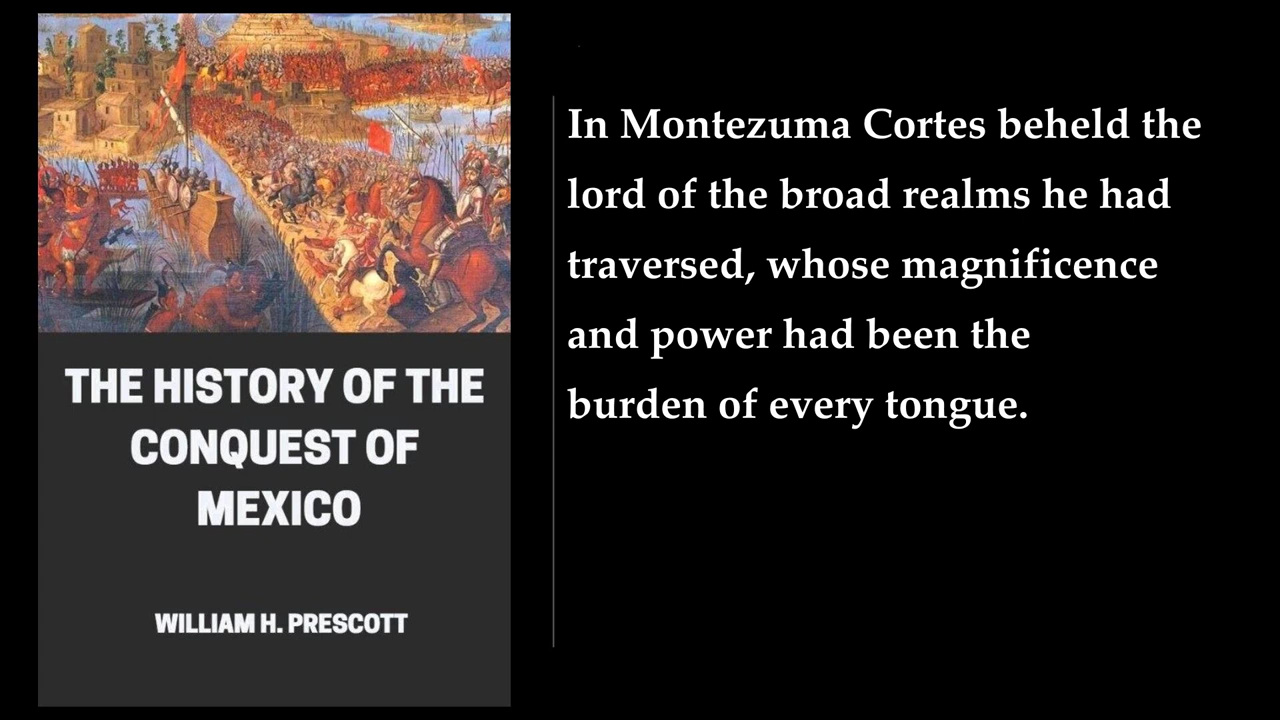 THE HISTORY OF THE
CONQUEST OF
MEXICO
WILLIAM H. PRESCOTT
In Montezuma Cortes beheld the
lord of the broad realms he had
traversed, whose magnificence
and power had been the
burden of every tongue.